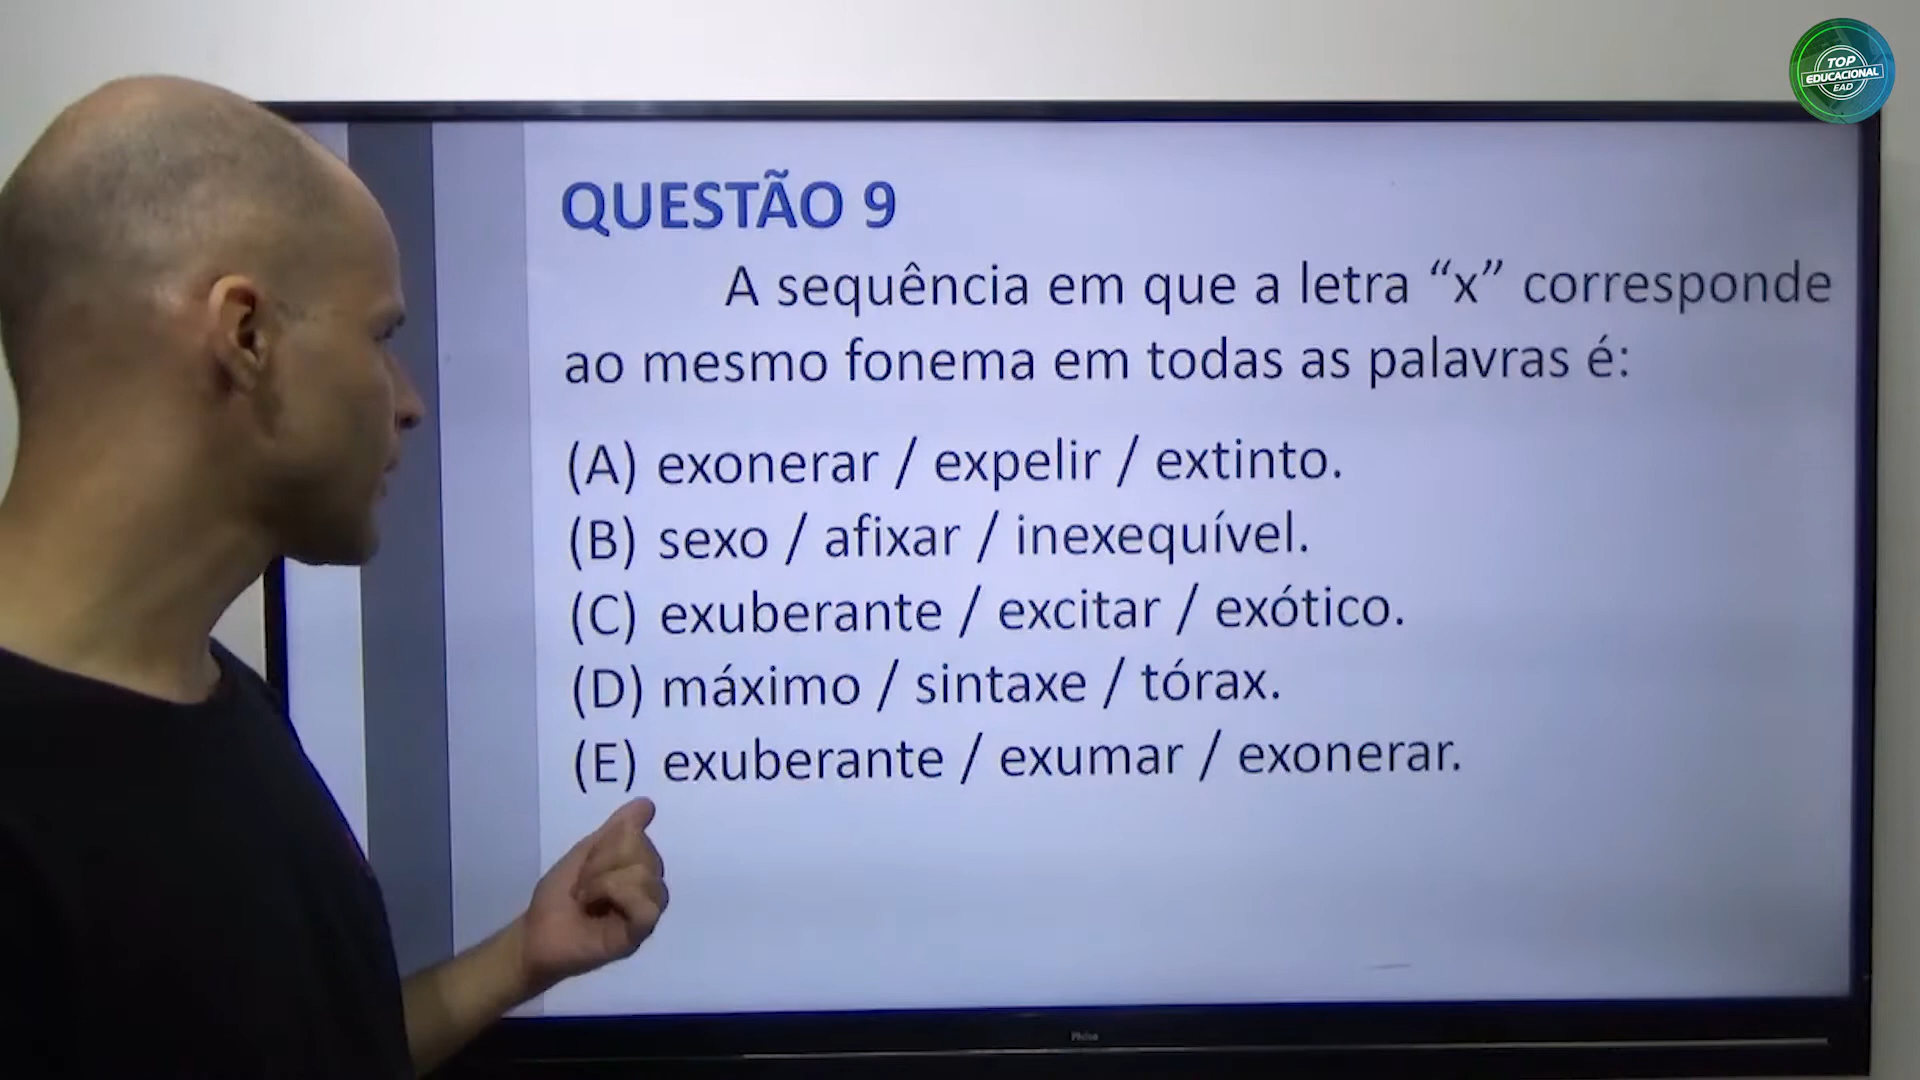 TOP
EDUCACIONAL
EAD
QUESTÃO 9
A sequência em que a letra “x” corresponde
ao mesmo fonema em todas as palavras é:
(A) exonerar / expelir / extinto.
(B) sexo / afixar / inexequível.
(C) exuberante / excitar / exótico.
(D) máximo / sintaxe / tórax.
(E) exuberante / exumar / exonerar.
Philco